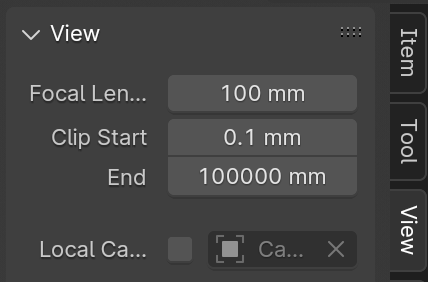 View
Focal Len...
100 mm
Clip Start
0.1 mm
End
100000 mm
Local Ca...
Ca...
Item
Tool
View